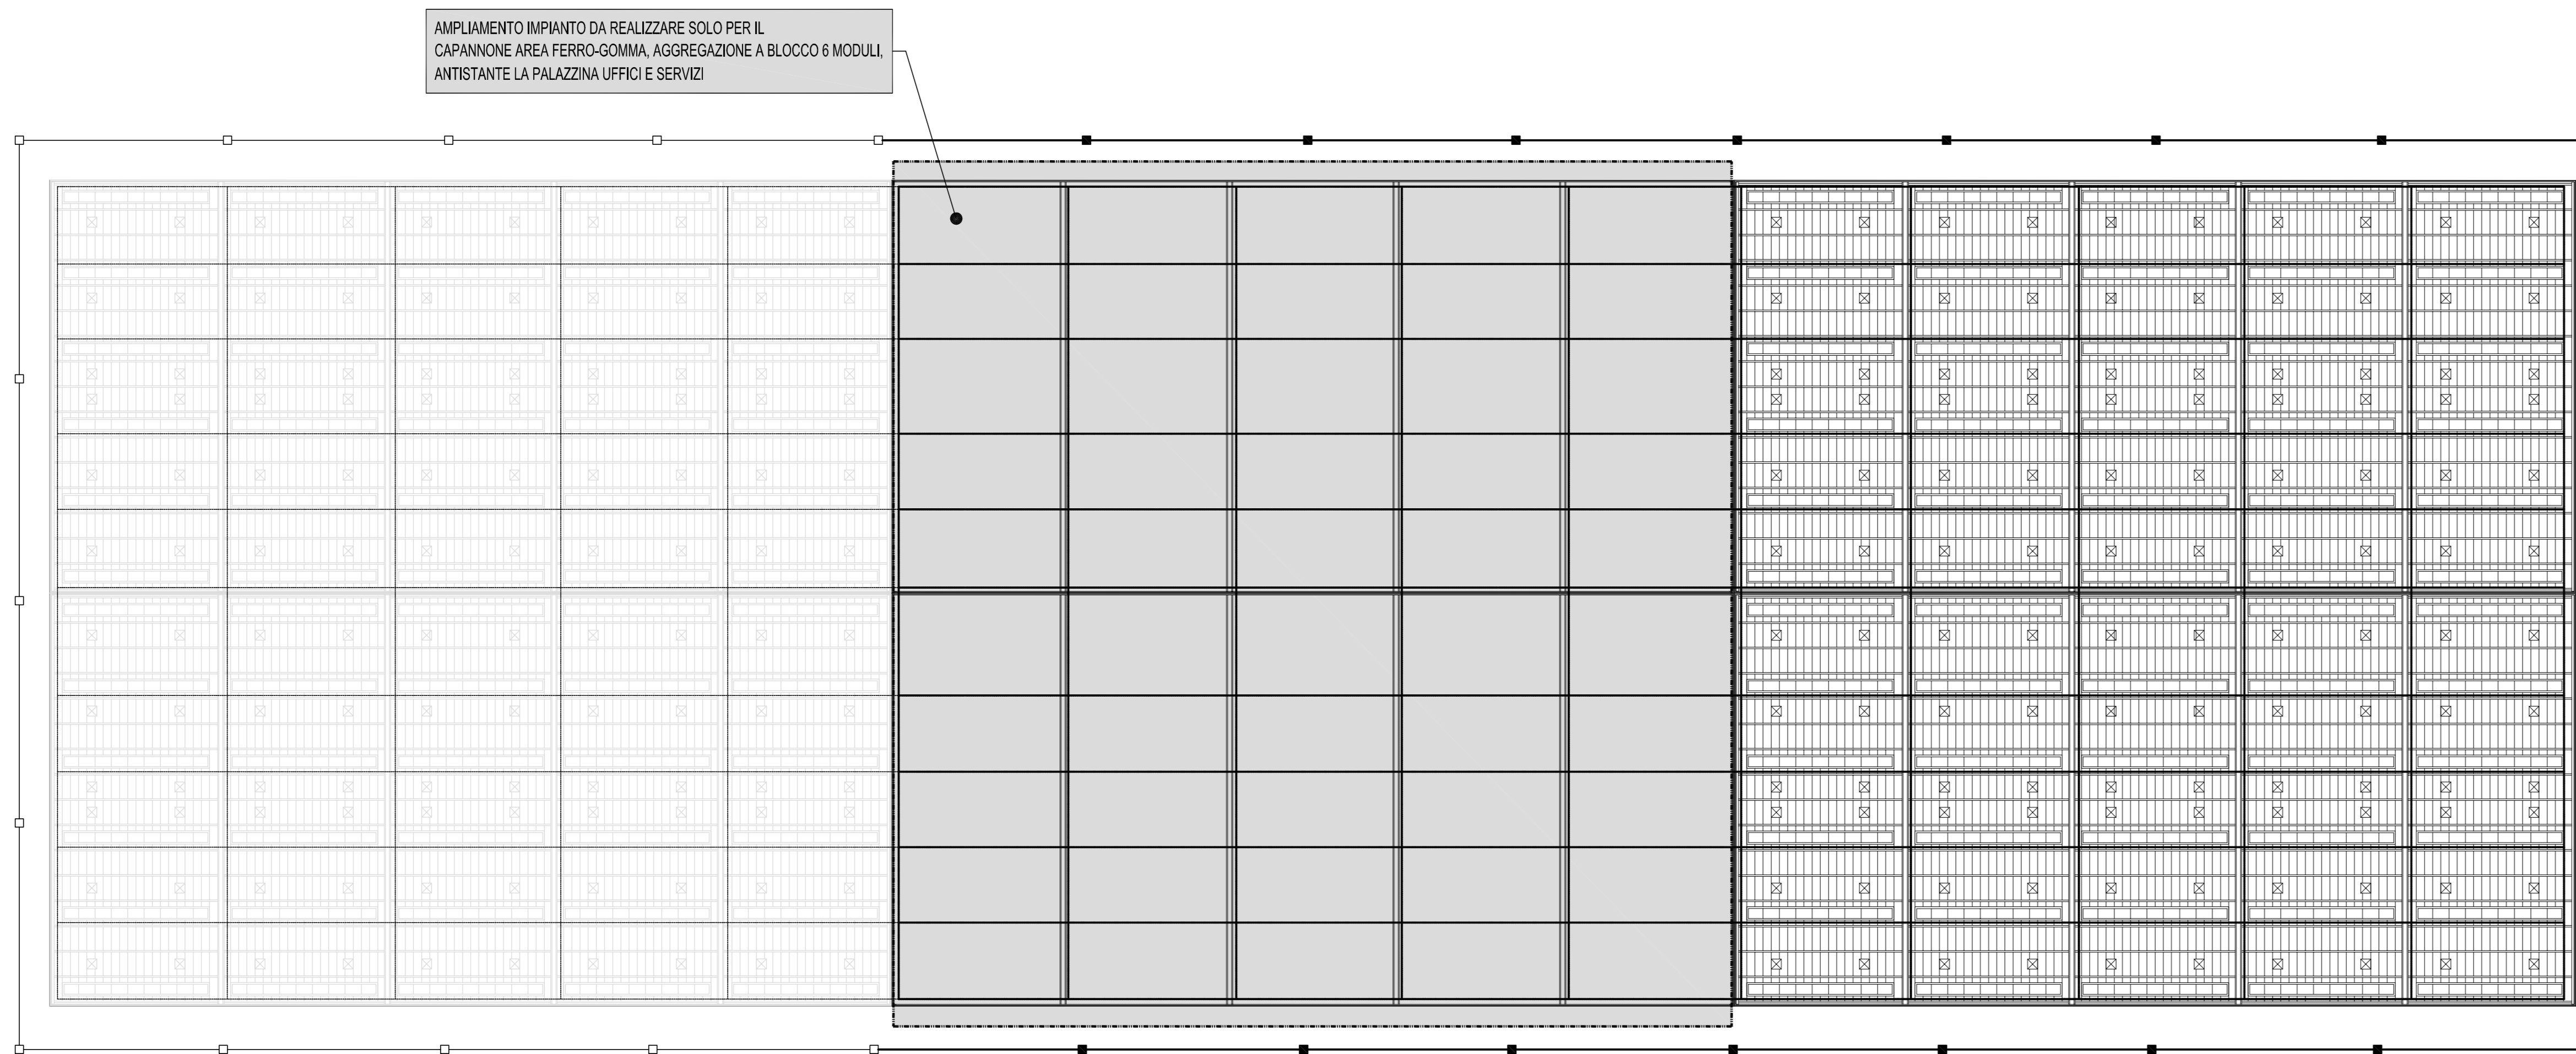 AMPLIAMENTO IMPIANTO DA REALIZZARE SOLO PER IL
CAPANNONE AREA FERRO-GOMMA, AGGREGAZIONE A BLOCCO 6 MODULI,
ANTISTANTE LA PALAZZINA UFFICI E SERVIZI